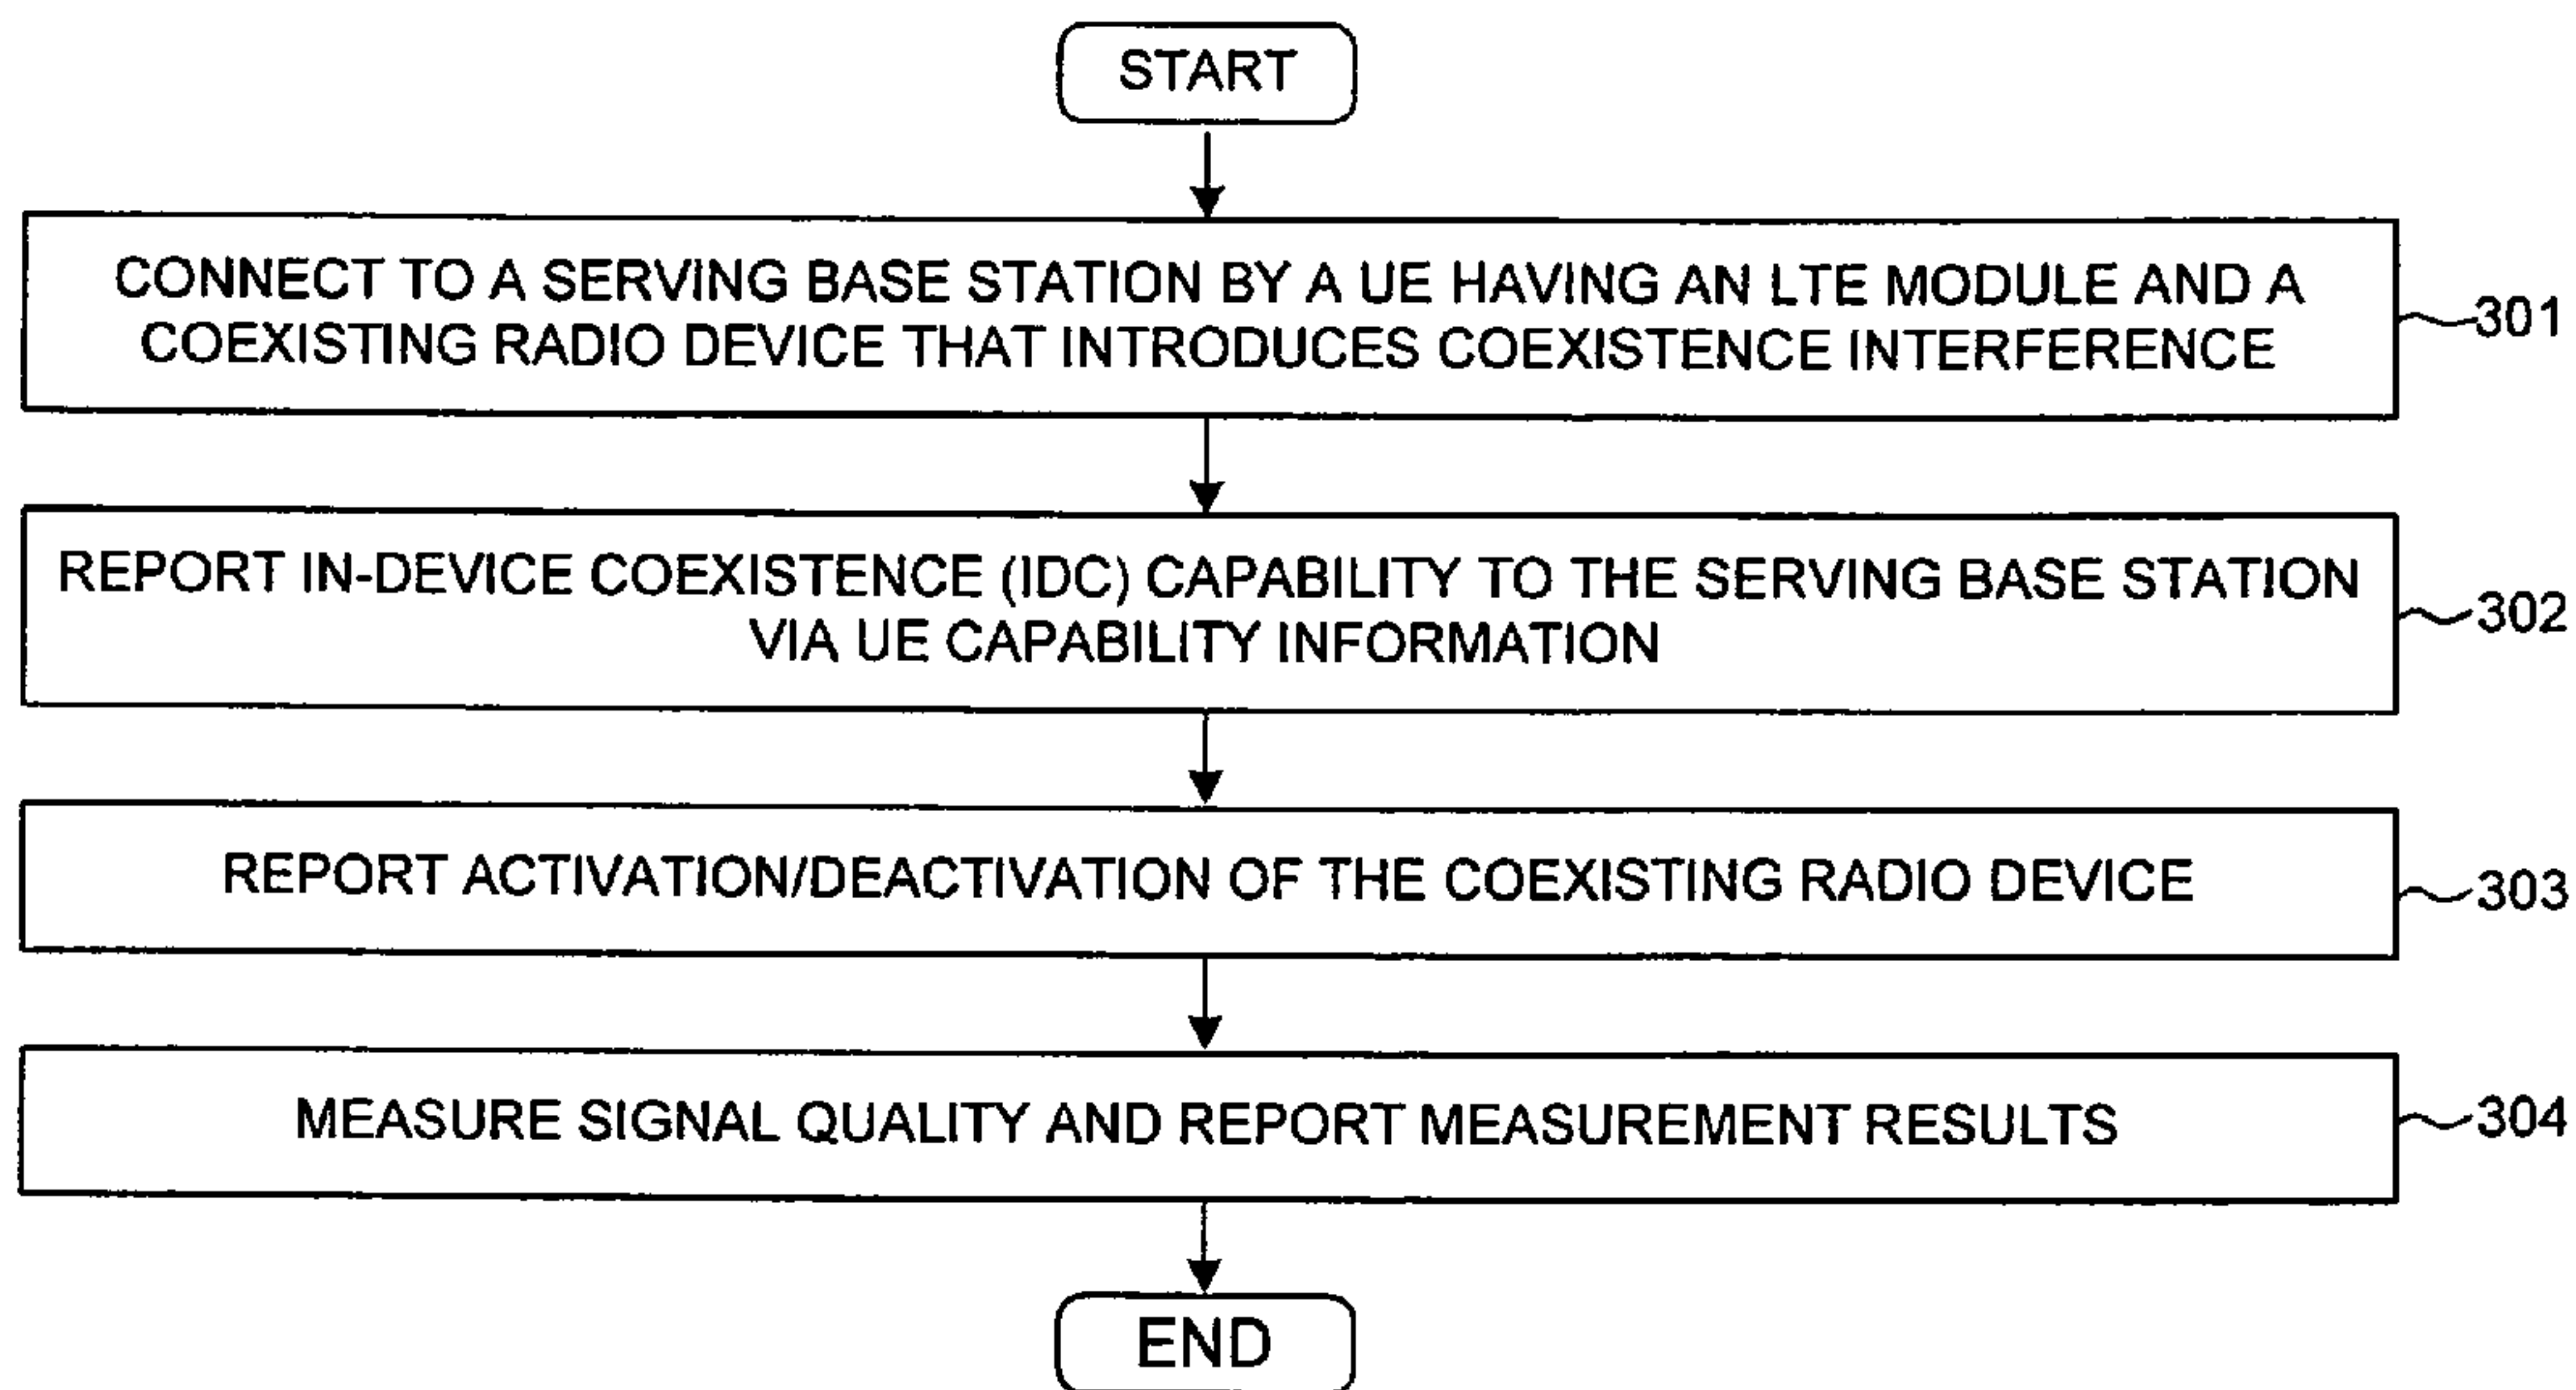 START
CONNECT TO A SERVING BASE STATION BY A UE HAVING AN LTE MODULE AND A
COEXISTING RADIO DEVICE THAT INTRODUCES COEXISTENCE INTERFERENCE
301
REPORT IN-DEVICE COEXISTENCE (IDC) CAPABILITY TO THE SERVING BASE STATION
VIA UE CAPABILITY INFORMATION
302
REPORT ACTIVATION/DEACTIVATION OF THE COEXISTING RADIO DEVICE
303
MEASURE SIGNAL QUALITY AND REPORT MEASUREMENT RESULTS
304
END